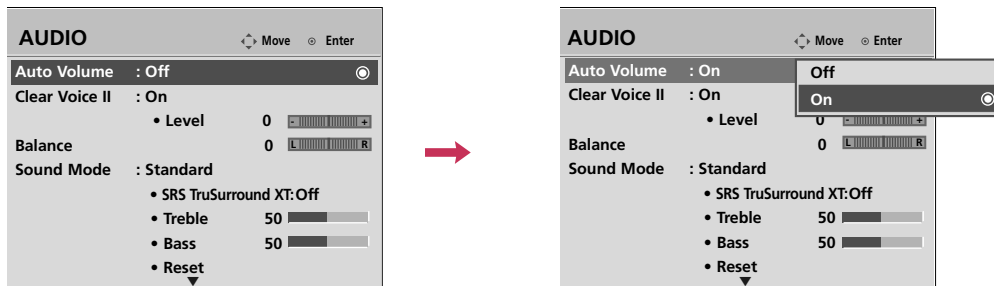 AUDIO
Move Enter
Auto Volume : Off
Clear Voice II : On
• Level 0 - +
Balance 0 L R
Sound Mode : Standard
• SRS TruSurround XT: Off
• Treble 50
• Bass 50
• Reset
AUDIO
Move Enter
Auto Volume : On
Off
On
Clear Voice II : On
• Level 0 - +
Balance 0 L R
Sound Mode : Standard
• SRS TruSurround XT: Off
• Treble 50
• Bass 50
• Reset